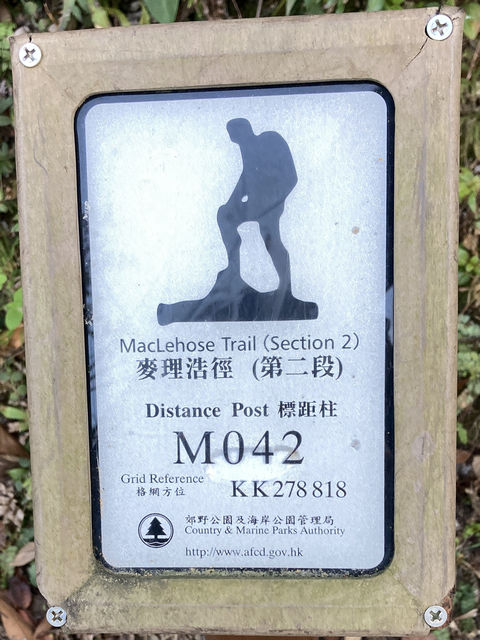 MacLehose Trail (Section 2)
麥理浩徑 (第二段)
Distance Post 標距柱
M042
Grid Reference
格網方位
KK278818
郊野公園及海岸公園管理局
Country & Marine Parks Authority
http://www.afcd.gov.hk